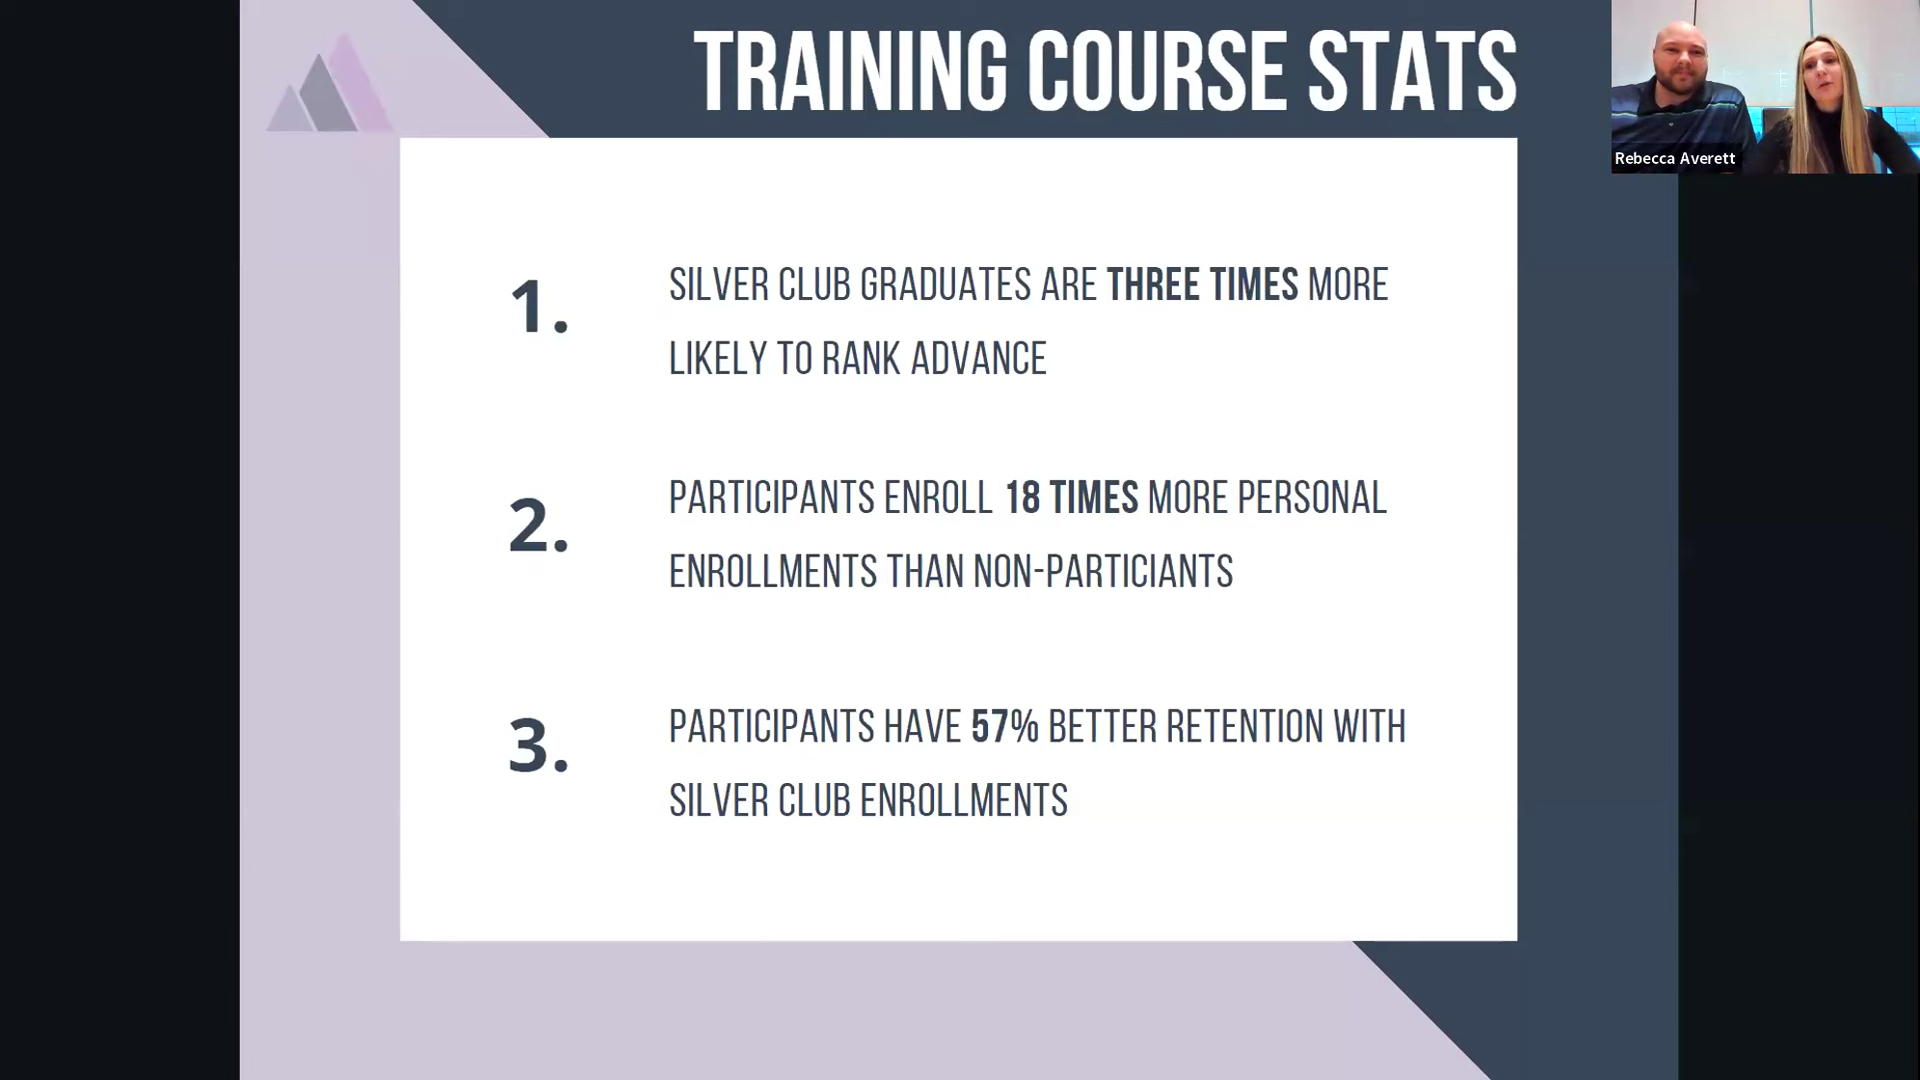 TRAINING COURSE STATS
Rebecca Averett
1.
SILVER CLUB GRADUATES ARE THREE TIMES MORE
LIKELY TO RANK ADVANCE
2.
PARTICIPANTS ENROLL 18 TIMES MORE PERSONAL
ENROLLMENTS THAN NON-PARTICIANTS
3.
PARTICIPANTS HAVE 57% BETTER RETENTION WITH
SILVER CLUB ENROLLMENTS